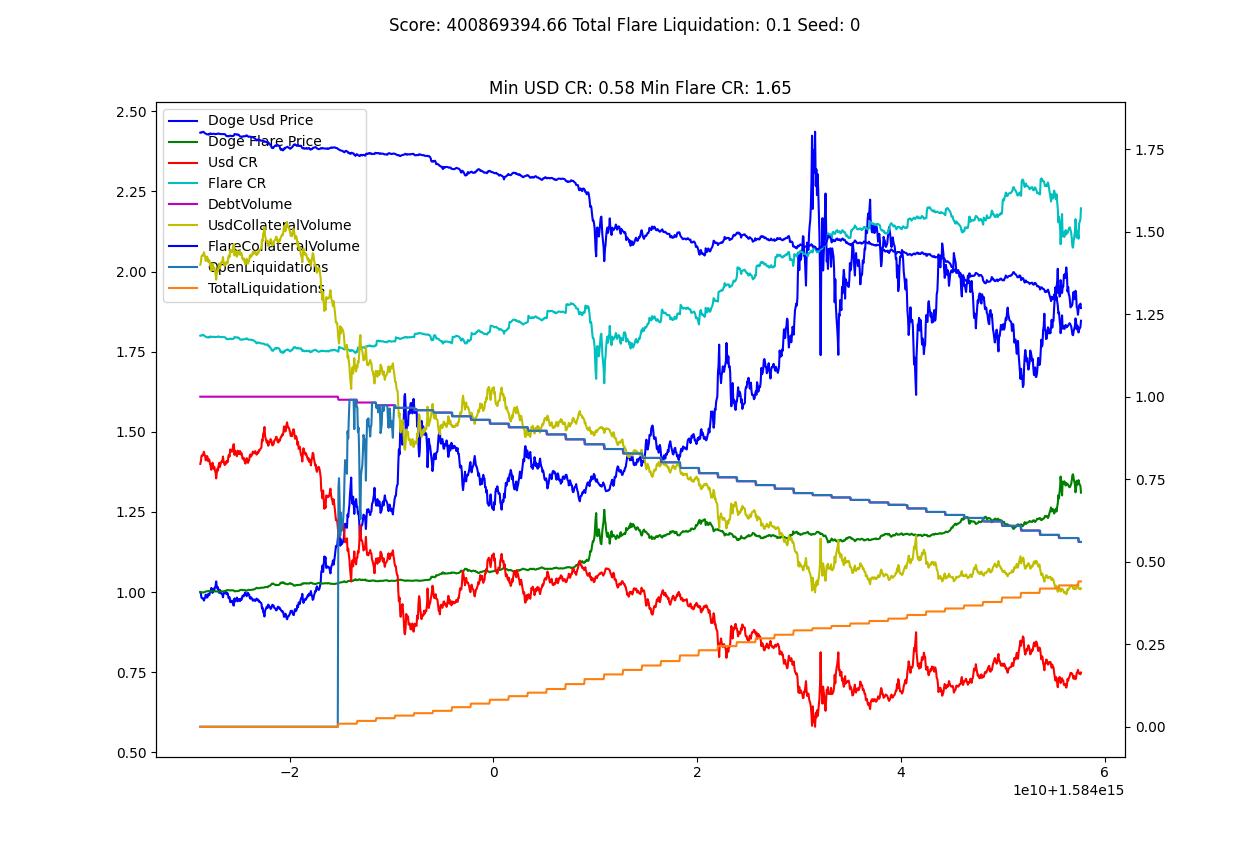 Score: 400869394.66 Total Flare Liquidation: 0.1 Seed: 0
Min USD CR: 0.58 Min Flare CR: 1.65
Doge Usd Price
Doge Flare Price
Usd CR
Flare CR
DebtVolume
UsdCollateralVolume
FlareCollateralVolume
OpenLiquidations
TotalLiquidations
2.50
2.25
2.00
1.75
1.50
1.25
1.00
0.75
0.50
1.75
1.50
1.25
1.00
0.75
0.50
0.25
0.00
−2 0 2 4 6
1e10+1.584e15